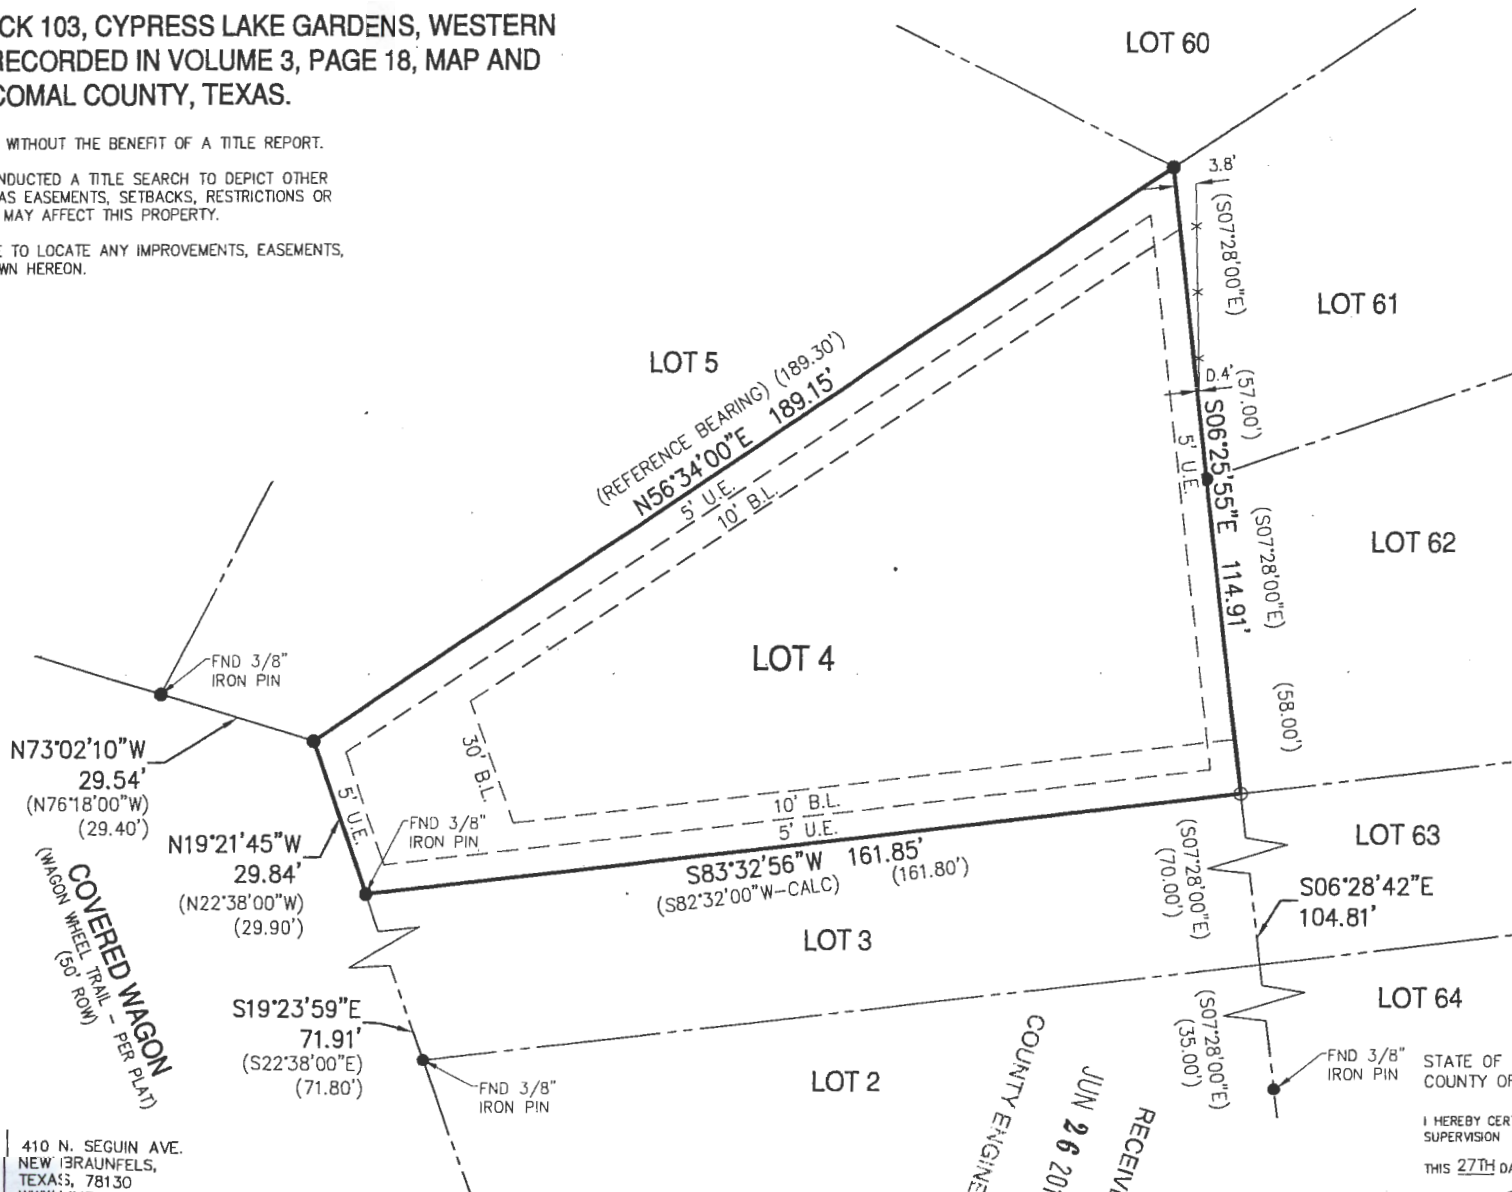 CK 103, CYPRESS LAKE GARDENS, WESTERN
RECORDED IN VOLUME 3, PAGE 18, MAP AND
COMAL COUNTY, TEXAS.
WITHOUT THE BENEFIT OF A TITLE REPORT.
NDUCTED A TITLE SEARCH TO DEPICT OTHER
AS EASEMENTS, SETBACKS, RESTRICTIONS OR
MAY AFFECT THIS PROPERTY.
E TO LOCATE ANY IMPROVEMENTS, EASEMENTS,
WN HEREON.
LOT 60
3.8'
(S07°28'00"E)
LOT 61
LOT 5
(REFERENCE BEARING) (189.30')
N56°34'00"E 189.15'
5' U.E.
10' B.L.
0.4'
(57.00')
S06°25'55"E 114.91'
5' U.E.
(S07°28'00"E)
LOT 62
LOT 4
(58.00')
FND 3/8"
IRON PIN
N73°02'10"W
29.54'
(N76°18'00"W)
(29.40')
30' B.L.
5' U.E.
FND 3/8"
IRON PIN
10' B.L.
5' U.E.
N19°21'45"W
29.84'
(N22°38'00"W)
(29.90')
S83°32'56"W 161.85'
(S82°32'00"W-CALC) (161.80')
LOT 63
(S07°28'00"E)
(70.00')
S06°28'42"E
104.81'
COVERED WAGON
(WAGON WHEEL TRAIL - PER PLAT)
(50' ROW)
LOT 3
S19°23'59"E
71.91'
(S22°38'00"E)
(71.80')
LOT 64
(S07°28'00"E)
(35.00')
FND 3/8"
IRON PIN
LOT 2
FND 3/8"
IRON PIN
STATE OF
COUNTY OF
I HEREBY CER
SUPERVISION
THIS 27TH DA
RECEIV
JUN 26 20
COUNTY ENGINE
410 N. SEGUIN AVE.
NEW BRAUNFELS,
TEXAS, 78130